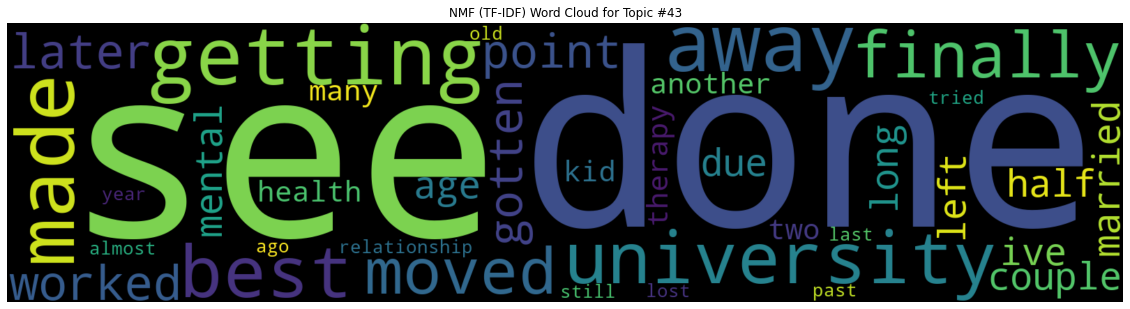 NMF (TF-IDF) Word Cloud for Topic #43
later getting old point away finally
made many another tried
see done
mental gotten therapy long left married
year health age kid due half
almost ago relationship two last ive
worked best moved university couple
still lost past